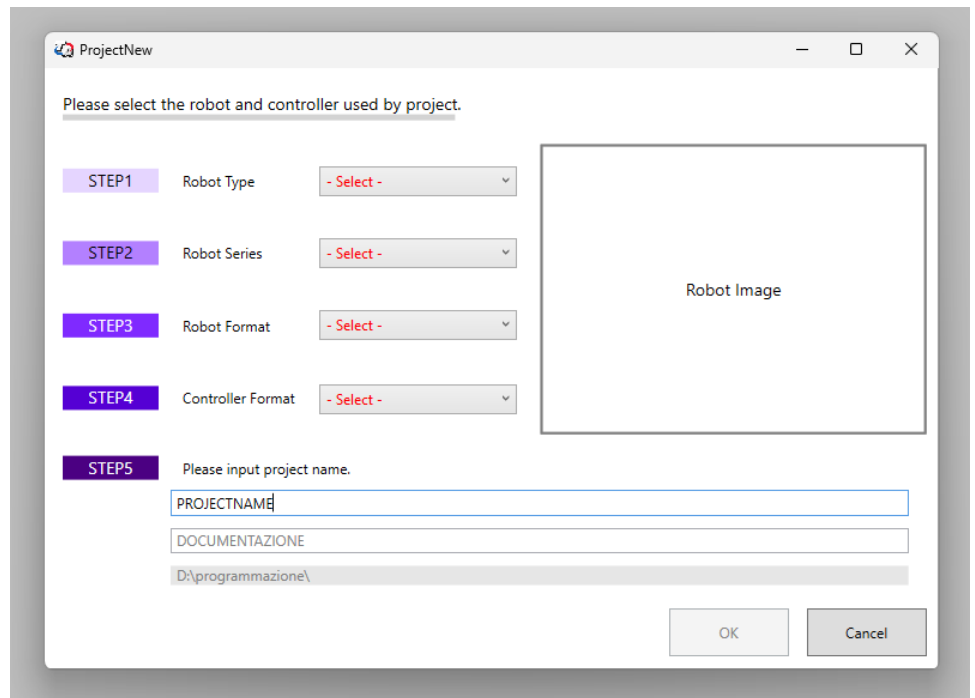 ProjectNew
Please select the robot and controller used by project.
STEP1 Robot Type - Select -
STEP2 Robot Series - Select -
Robot Image
STEP3 Robot Format - Select -
STEP4 Controller Format - Select -
STEP5 Please input project name.
PROJECTNAME
DOCUMENTAZIONE
D:\programmazione\
OK Cancel